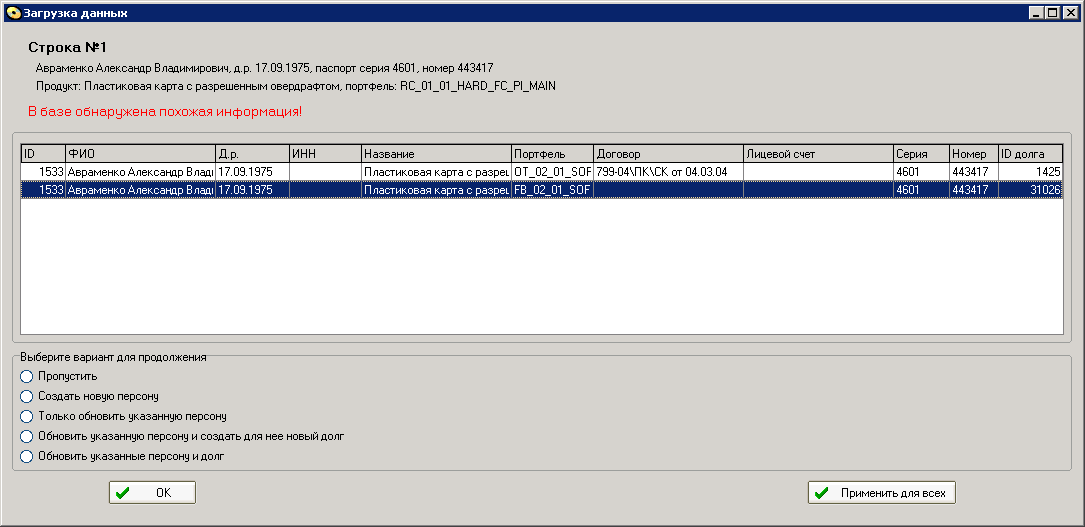 Загрузка данных
Строка №1
Авраменко Александр Владимирович, д.р. 17.09.1975, паспорт серия 4601, номер 443417
Продукт: Пластиковая карта с разрешенным овердрафтом, портфель: RC_01_01_HARD_FC_PI_MAIN
В базе обнаружена похожая информация!
ID ФИО Д.р. ИНН Название Портфель Договор Лицевой счет Серия Номер ID долга
1533 Авраменко Александр Влади 17.09.1975 Пластиковая карта с разреш OT_02_01_SOF 799-04\ПК\СК от 04.03.04 4601 443417 1425
1533 Авраменко Александр Влади 17.09.1975 Пластиковая карта с разреш FB_02_01_SOF 4601 443417 31026
Выберите вариант для продолжения
Пропустить
Создать новую персону
Только обновить указанную персону
Обновить указанную персону и создать для нее новый долг
Обновить указанные персону и долг
OK Применить для всех